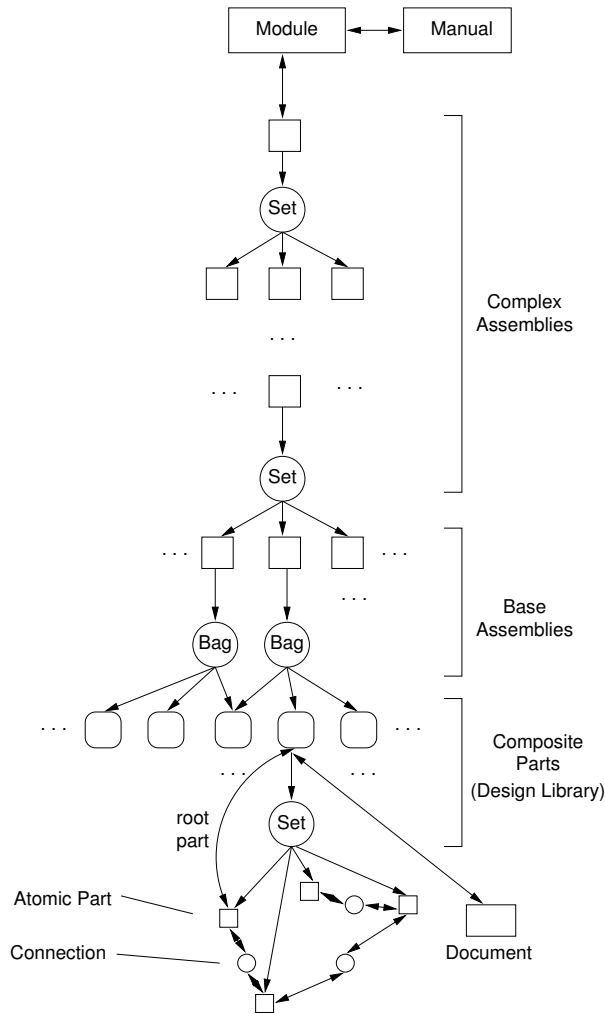 Module
Manual
Set
Complex
Assemblies
. . .
. . .
. . .
Set
. . .
. . .
. . .
Base
Assemblies
Bag
Bag
. . .
. . .
Composite
Parts
(Design Library)
. . .
. . .
root
part
Set
Atomic Part
Connection
Document